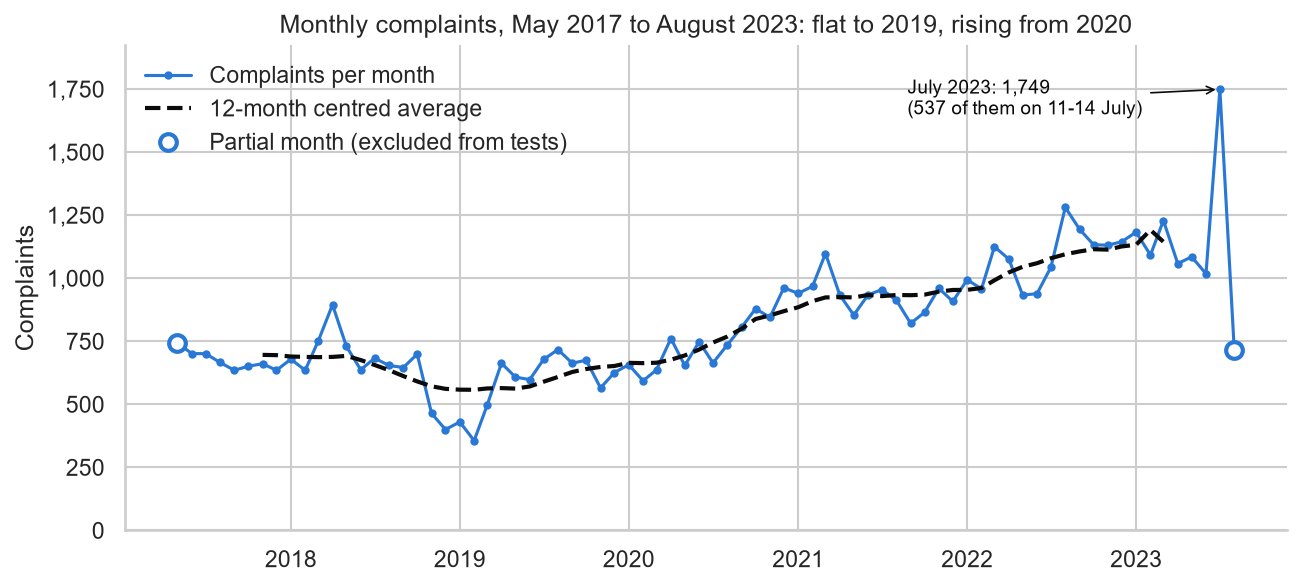 Monthly complaints, May 2017 to August 2023: flat to 2019, rising from 2020
Complaints per month
12-month centred average
Partial month (excluded from tests)
July 2023: 1,749
(537 of them on 11-14 July)
Complaints
1,750
1,500
1,250
1,000
750
500
250
0
2018
2019
2020
2021
2022
2023